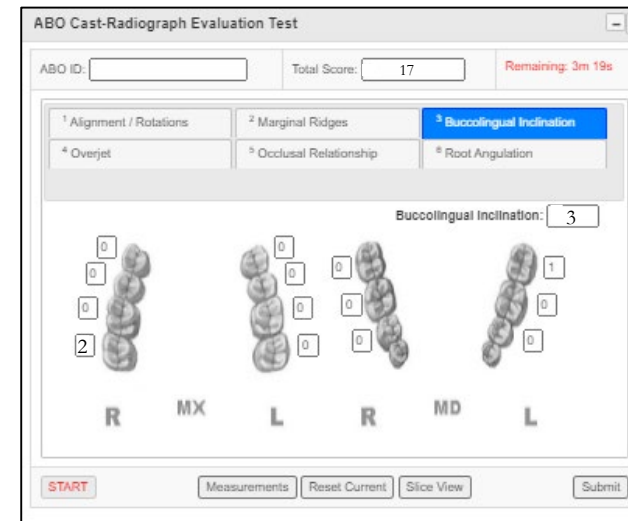 ABO Cast-Radiograph Evaluation Test
ABO ID: Total Score: 17 Remaining: 3m 19s
1 Alignment / Rotations 2 Marginal Ridges 3 Buccolingual Inclination
4 Overjet 5 Occlusal Relationship 6 Root Angulation
Buccolingual Inclination: 3
0 0
0 0 0 1
0 0 0 0
2 0 0 0
R MX L R MD L
START Measurements Reset Current Slice View Submit